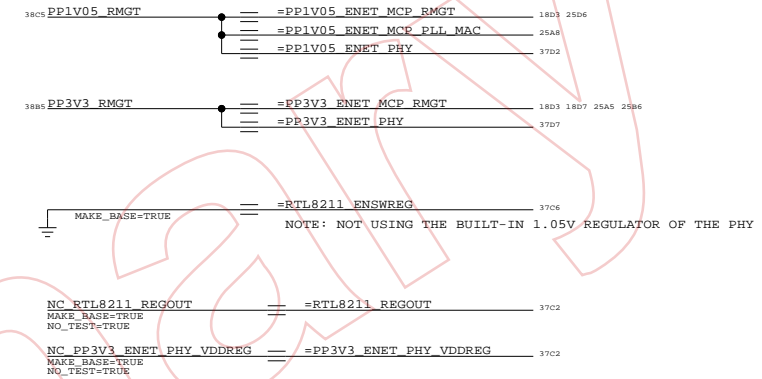 38C5 PP1V05_RMGT =PP1V05_ENET_MCP_RMGT 18D3 25D6
=PP1V05_ENET_MCP_PLL_MAC 25A8
=PP1V05_ENET_PHY 37D2
38B5 PP3V3_RMGT =PP3V3_ENET_MCP_RMGT 18D3 18D7 25A5 25B6
=PP3V3_ENET_PHY 37D7
=RTL8211_ENSWREG 37C6
MAKE_BASE=TRUE
NOTE: NOT USING THE BUILT-IN 1.05V REGULATOR OF THE PHY
NC_RTL8211_REGOUT =RTL8211_REGOUT 37C2
MAKE_BASE=TRUE
NO_TEST=TRUE
NC_PP3V3_ENET_PHY_VDDREG =PP3V3_ENET_PHY_VDDREG 37C2
MAKE_BASE=TRUE
NO_TEST=TRUE